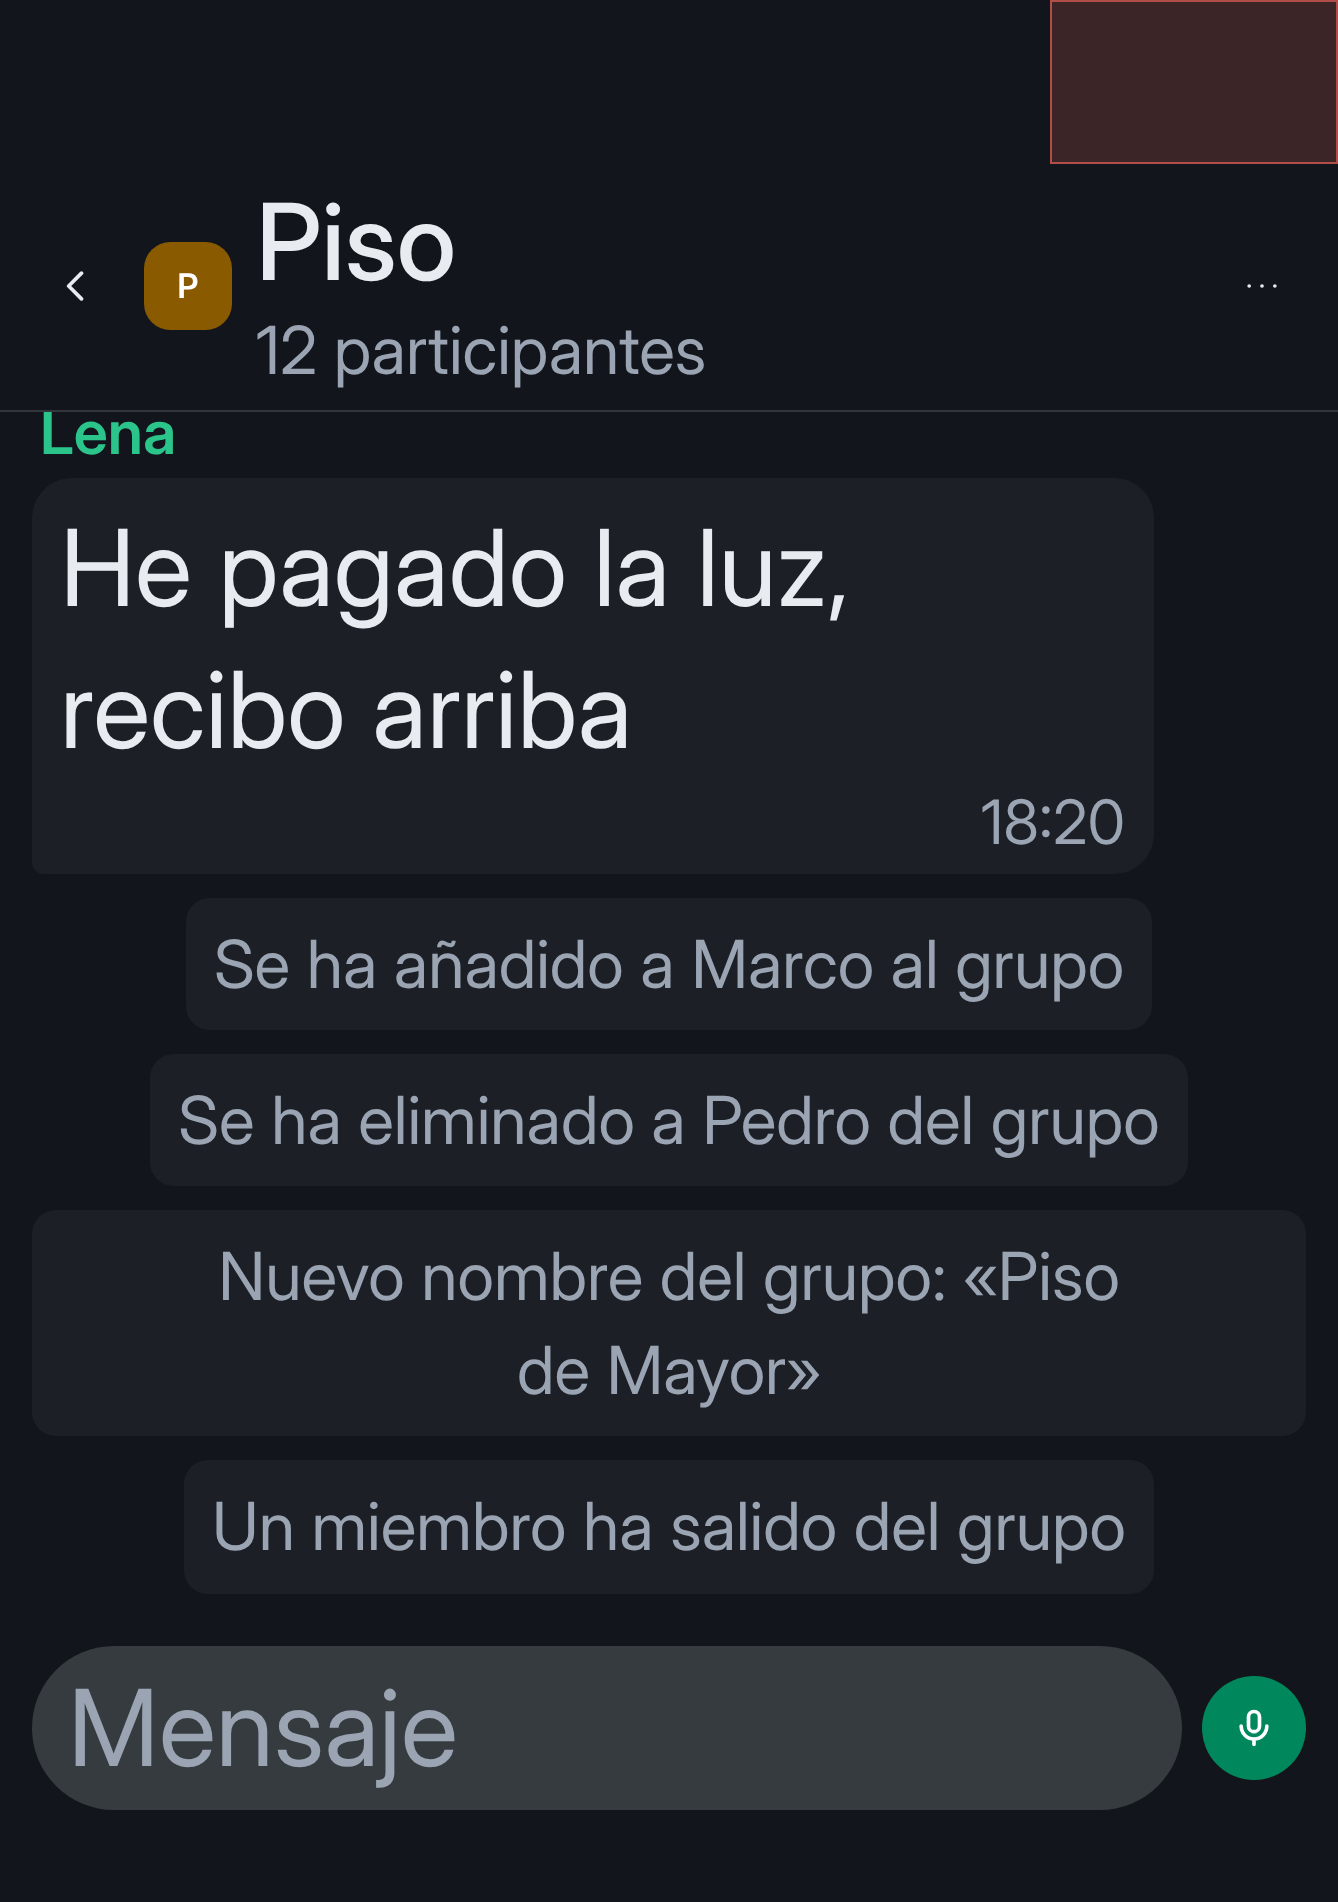 Piso
P
12 participantes
Lena
He pagado la luz,
recibo arriba
18:20
Se ha añadido a Marco al grupo
Se ha eliminado a Pedro del grupo
Nuevo nombre del grupo: «Piso
de Mayor»
Un miembro ha salido del grupo
Mensaje